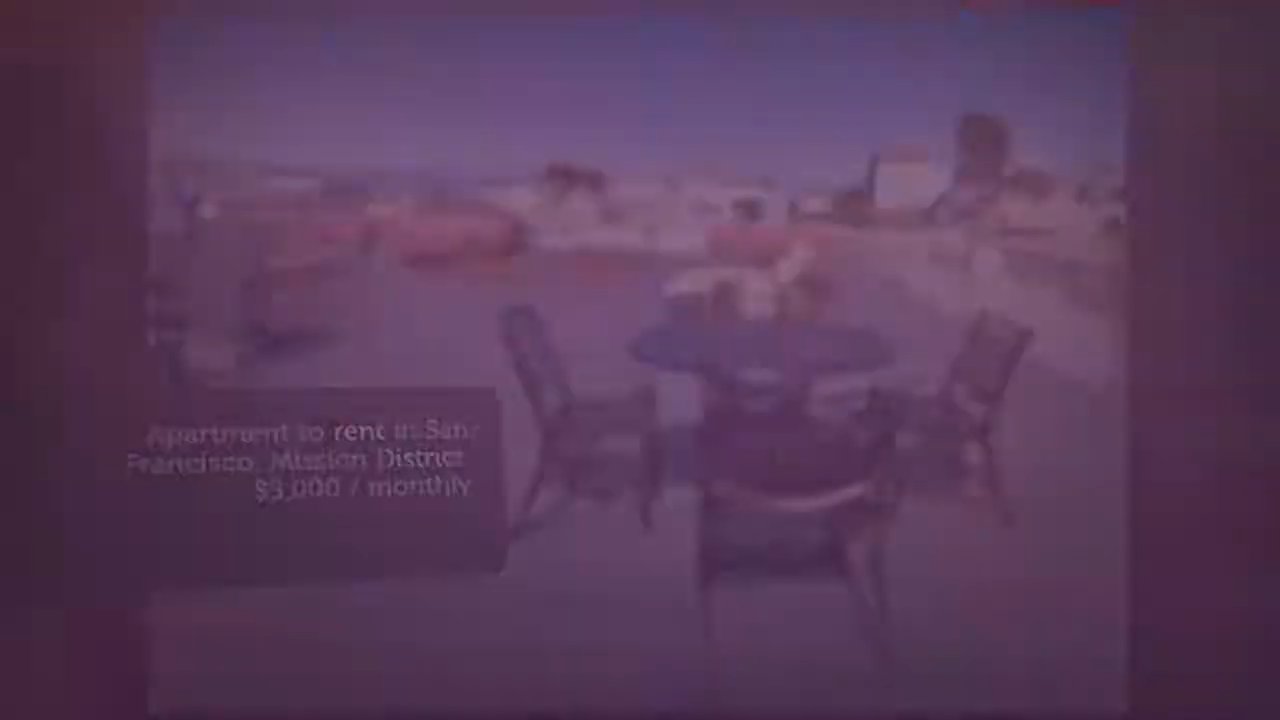 Apartment to rent in San
Francisco, Mission District
$3,000 / monthly